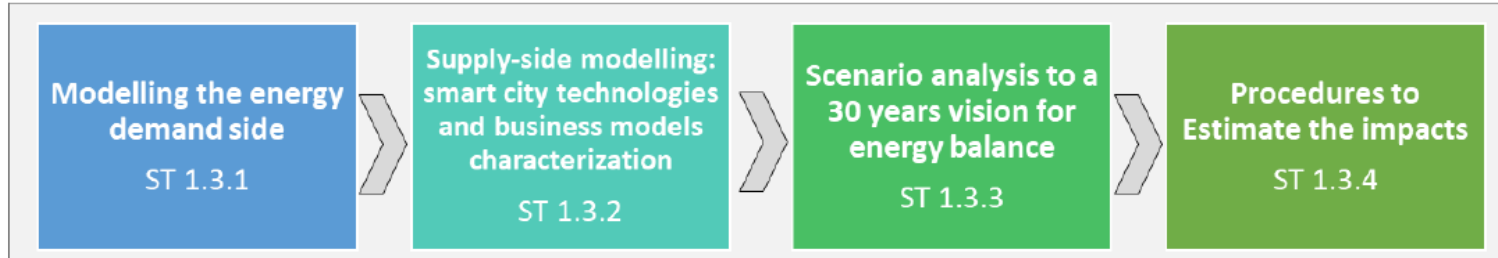 Modelling the energy
demand side
ST 1.3.1
Supply-side modelling:
smart city technologies
and business models
characterization
ST 1.3.2
Scenario analysis to a
30 years vision for
energy balance
ST 1.3.3
Procedures to
Estimate the impacts
ST 1.3.4